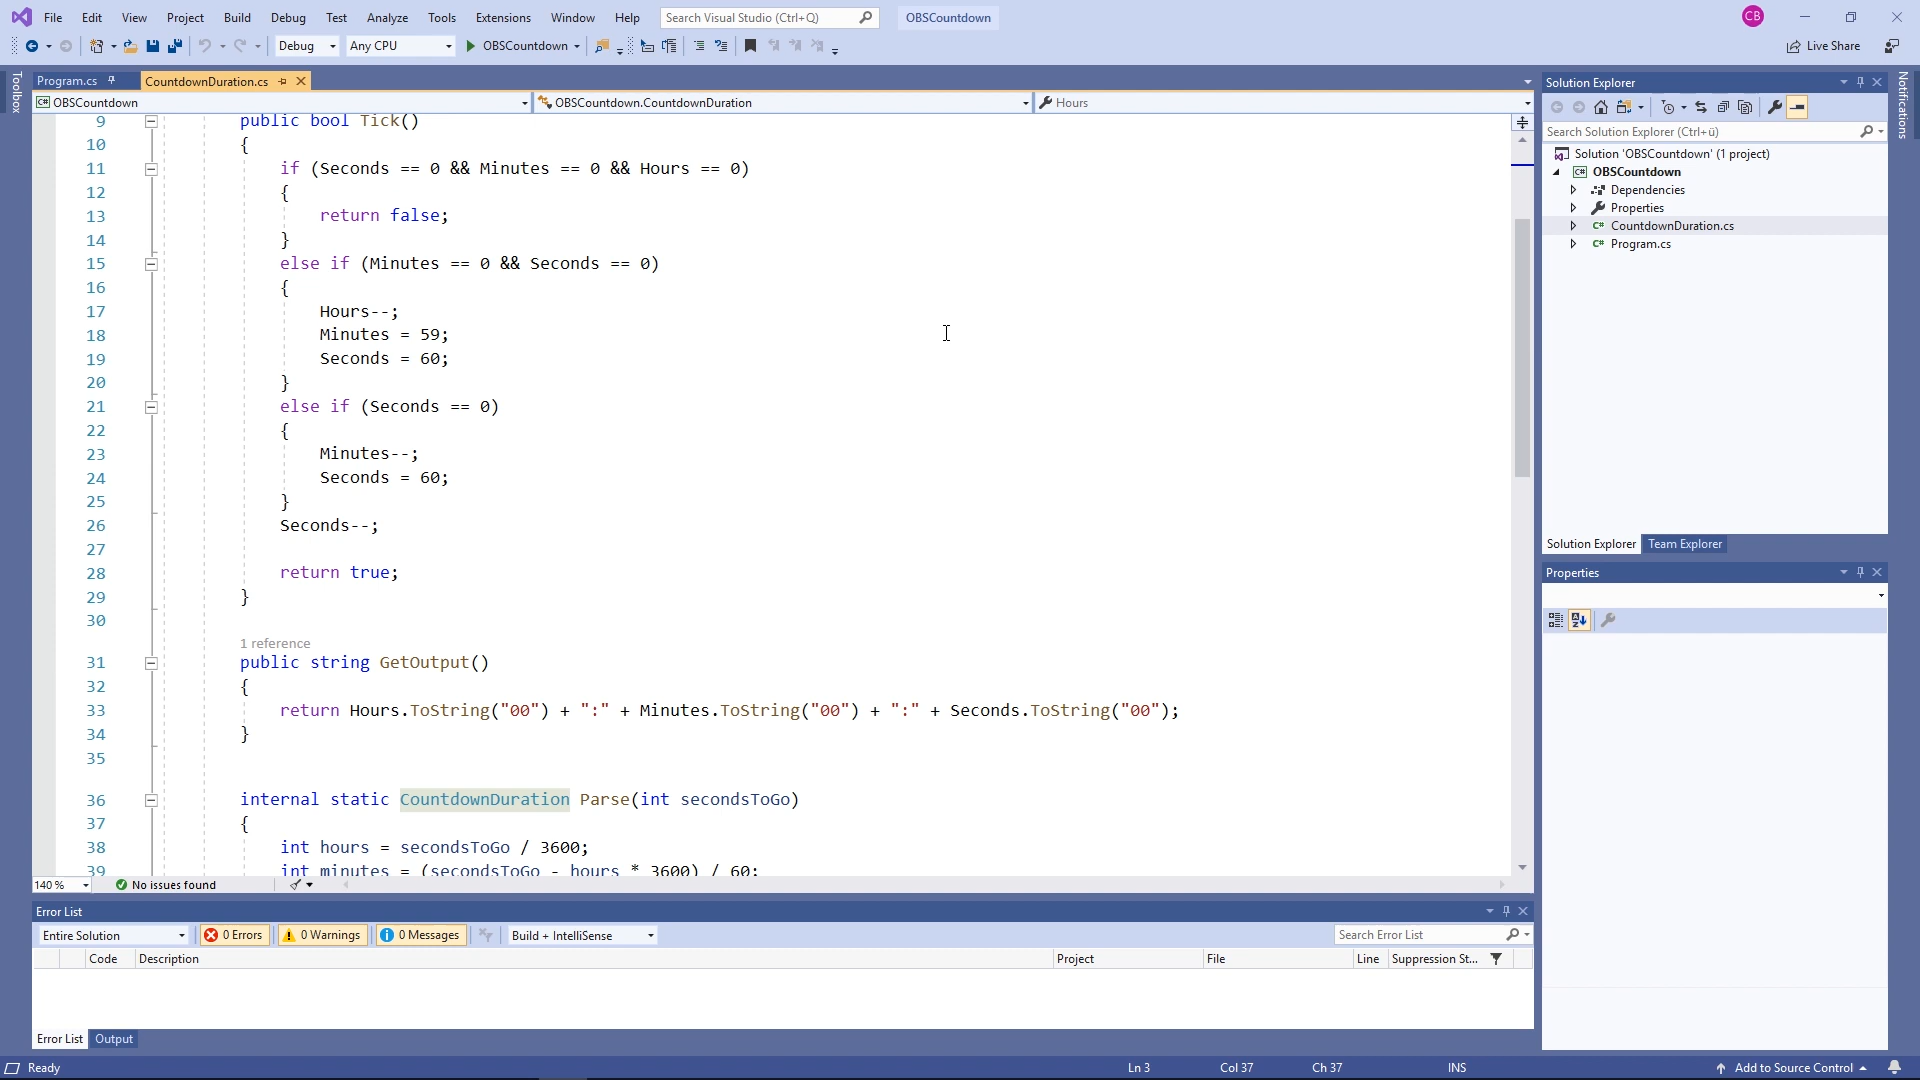 File Edit View Project Build Debug Test Analyze Tools Extensions Window Help Search Visual Studio (Ctrl+Q) OBSCountdown CB
Debug Any CPU OBSCountdown Live Share
Toolbox
Program.cs CountdownDuration.cs
OBSCountdown OBSCountdown.CountdownDuration Hours
9 public bool Tick()
10 {
11 if (Seconds == 0 && Minutes == 0 && Hours == 0)
12 {
13 return false;
14 }
15 else if (Minutes == 0 && Seconds == 0)
16 {
17 Hours--;
18 Minutes = 59;
19 Seconds = 60;
20 }
21 else if (Seconds == 0)
22 {
23 Minutes--;
24 Seconds = 60;
25 }
26 Seconds--;
27
28 return true;
29 }
30
1 reference
31 public string GetOutput()
32 {
33 return Hours.ToString("00") + ":" + Minutes.ToString("00") + ":" + Seconds.ToString("00");
34 }
35
36 internal static CountdownDuration Parse(int secondsToGo)
37 {
38 int hours = secondsToGo / 3600;
39 int minutes = (secondsToGo - hours * 3600) / 60;
140 % No issues found
Error List
Entire Solution 0 Errors 0 Warnings 0 Messages Build + IntelliSense Search Error List
Code Description Project File Line Suppression St...
Error List Output
Solution Explorer
Search Solution Explorer (Ctrl+ü)
Solution 'OBSCountdown' (1 project)
C# OBSCountdown
Dependencies
Properties
C# CountdownDuration.cs
C# Program.cs
Solution Explorer Team Explorer
Properties
Notifications
Ready Ln 3 Col 37 Ch 37 INS Add to Source Control